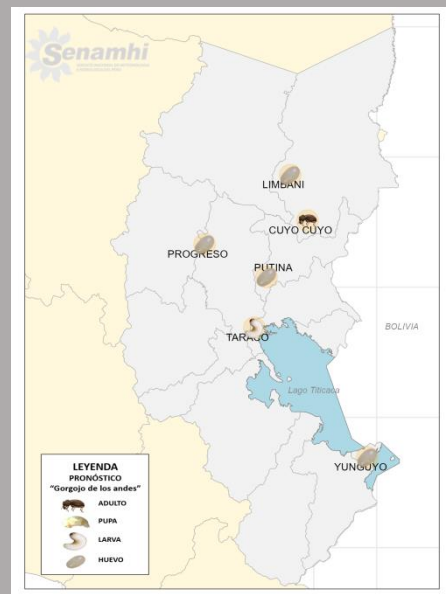 Senamhi
LIMBANI
CUYO CUYO
PROGRESO
PUTINA
TARACO
BOLIVIA
Lago Titicaca
YUNGUYO
LEYENDA
PRONÓSTICO
"Gorgojo de los andes"
ADULTO
PUPA
LARVA
HUEVO